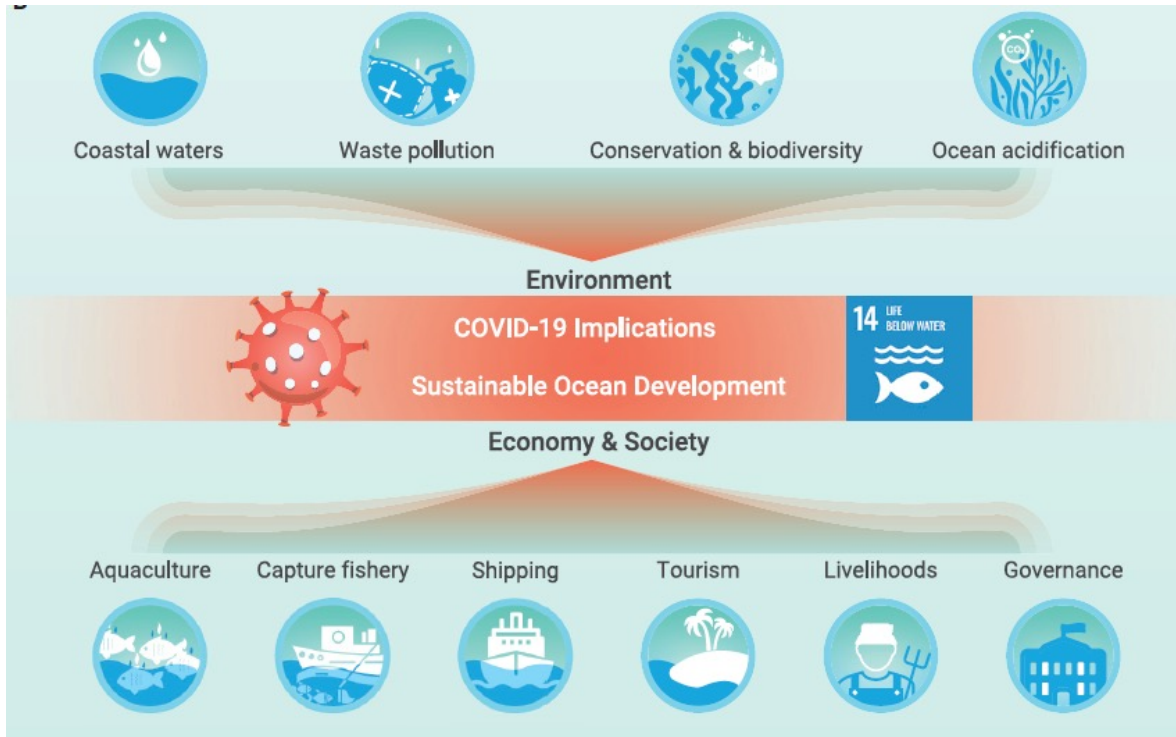 Coastal waters
Waste pollution
Conservation & biodiversity
CO₂
Ocean acidification
Environment
COVID-19 Implications
Sustainable Ocean Development
14 LIFE
BELOW WATER
Economy & Society
Aquaculture
Capture fishery
Shipping
Tourism
Livelihoods
Governance